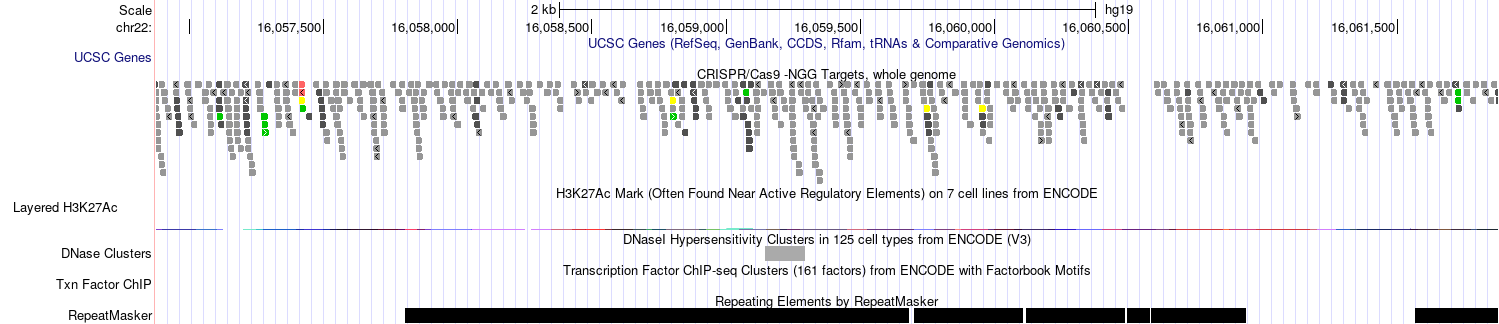 Scale 2 kb hg19
chr22: 16,057,500 16,058,000 16,058,500 16,059,000 16,059,500 16,060,000 16,060,500 16,061,000 16,061,500
UCSC Genes (RefSeq, GenBank, CCDS, Rfam, tRNAs & Comparative Genomics)
UCSC Genes
CRISPR/Cas9 -NGG Targets, whole genome
H3K27Ac Mark (Often Found Near Active Regulatory Elements) on 7 cell lines from ENCODE
Layered H3K27Ac
DNaseI Hypersensitivity Clusters in 125 cell types from ENCODE (V3)
DNase Clusters
Transcription Factor ChIP-seq Clusters (161 factors) from ENCODE with Factorbook Motifs
Txn Factor ChIP
Repeating Elements by RepeatMasker
RepeatMasker